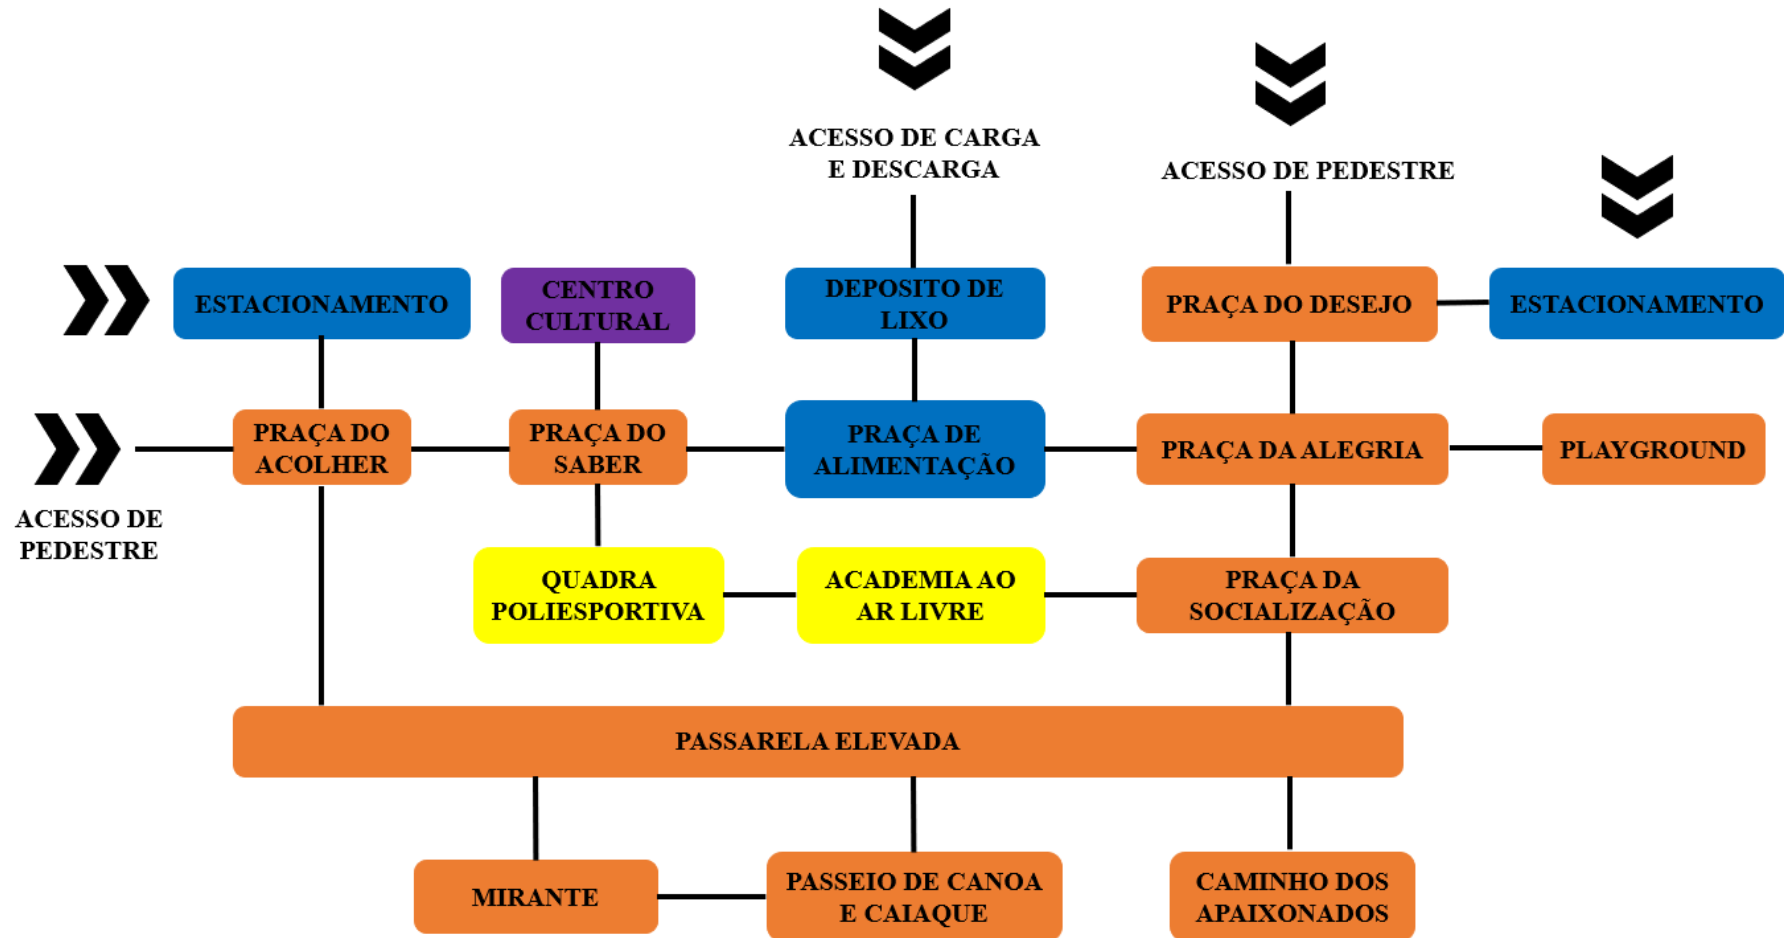 ACESSO DE CARGA
E DESCARGA
ACESSO DE PEDESTRE
ESTACIONAMENTO
CENTRO
CULTURAL
DEPOSITO DE
LIXO
PRAÇA DO DESEJO
ESTACIONAMENTO
PRAÇA DO
ACOLHER
PRAÇA DO
SABER
PRAÇA DE
ALIMENTAÇÃO
PRAÇA DA ALEGRIA
PLAYGROUND
ACESSO DE
PEDESTRE
QUADRA
POLIESPORTIVA
ACADEMIA AO
AR LIVRE
PRAÇA DA
SOCIALIZAÇÃO
PASSARELA ELEVADA
MIRANTE
PASSEIO DE CANOA
E CAIAQUE
CAMINHO DOS
APAIXONADOS